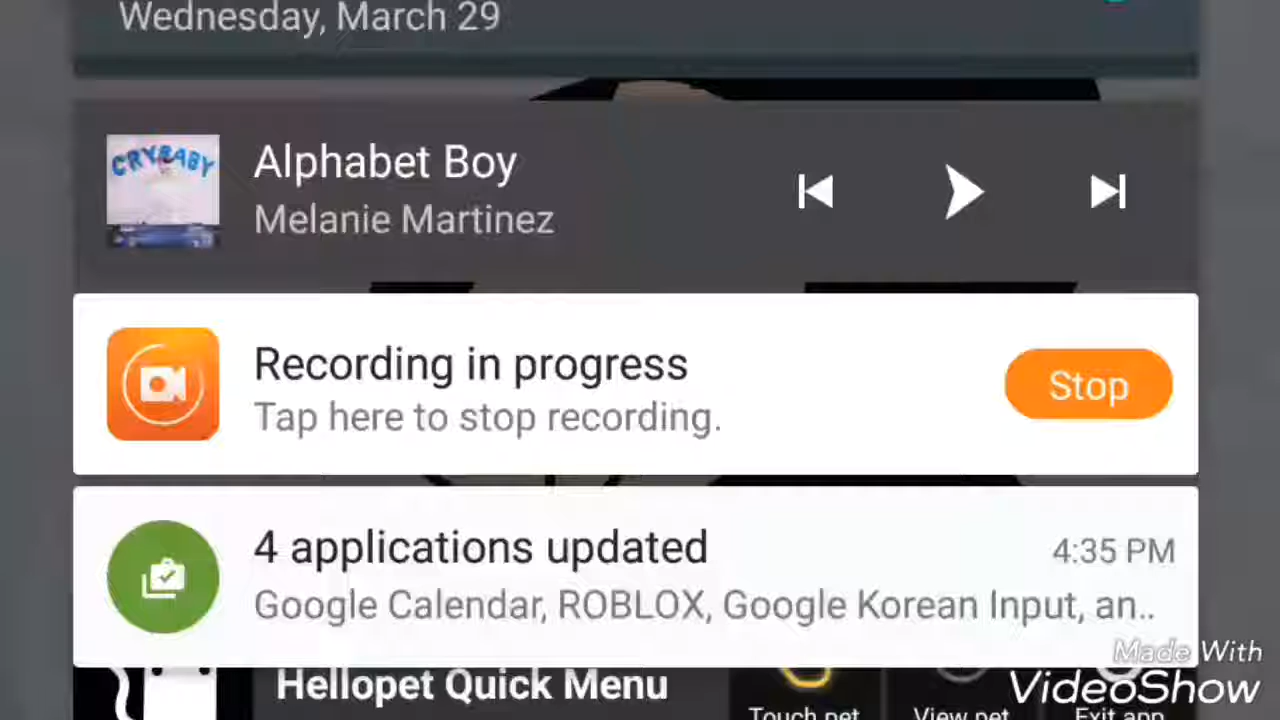 Wednesday, March 29
CRYBABY
Alphabet Boy
Melanie Martinez
Recording in progress
Tap here to stop recording.
Stop
4 applications updated
4:35 PM
Google Calendar, ROBLOX, Google Korean Input, an..
Made With
VideoShow
Hellopet Quick Menu
Touch pet
View pet
Exit app